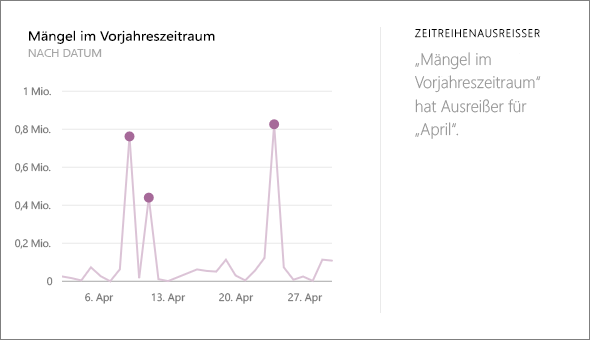 Mängel im Vorjahreszeitraum
NACH DATUM
1 Mio.
0,8 Mio.
0,6 Mio.
0,4 Mio.
0,2 Mio.
0
6. Apr
13. Apr
20. Apr
27. Apr
ZEITREIHENAUSREISSER
„Mängel im
Vorjahreszeitraum“
hat Ausreißer für
„April“.